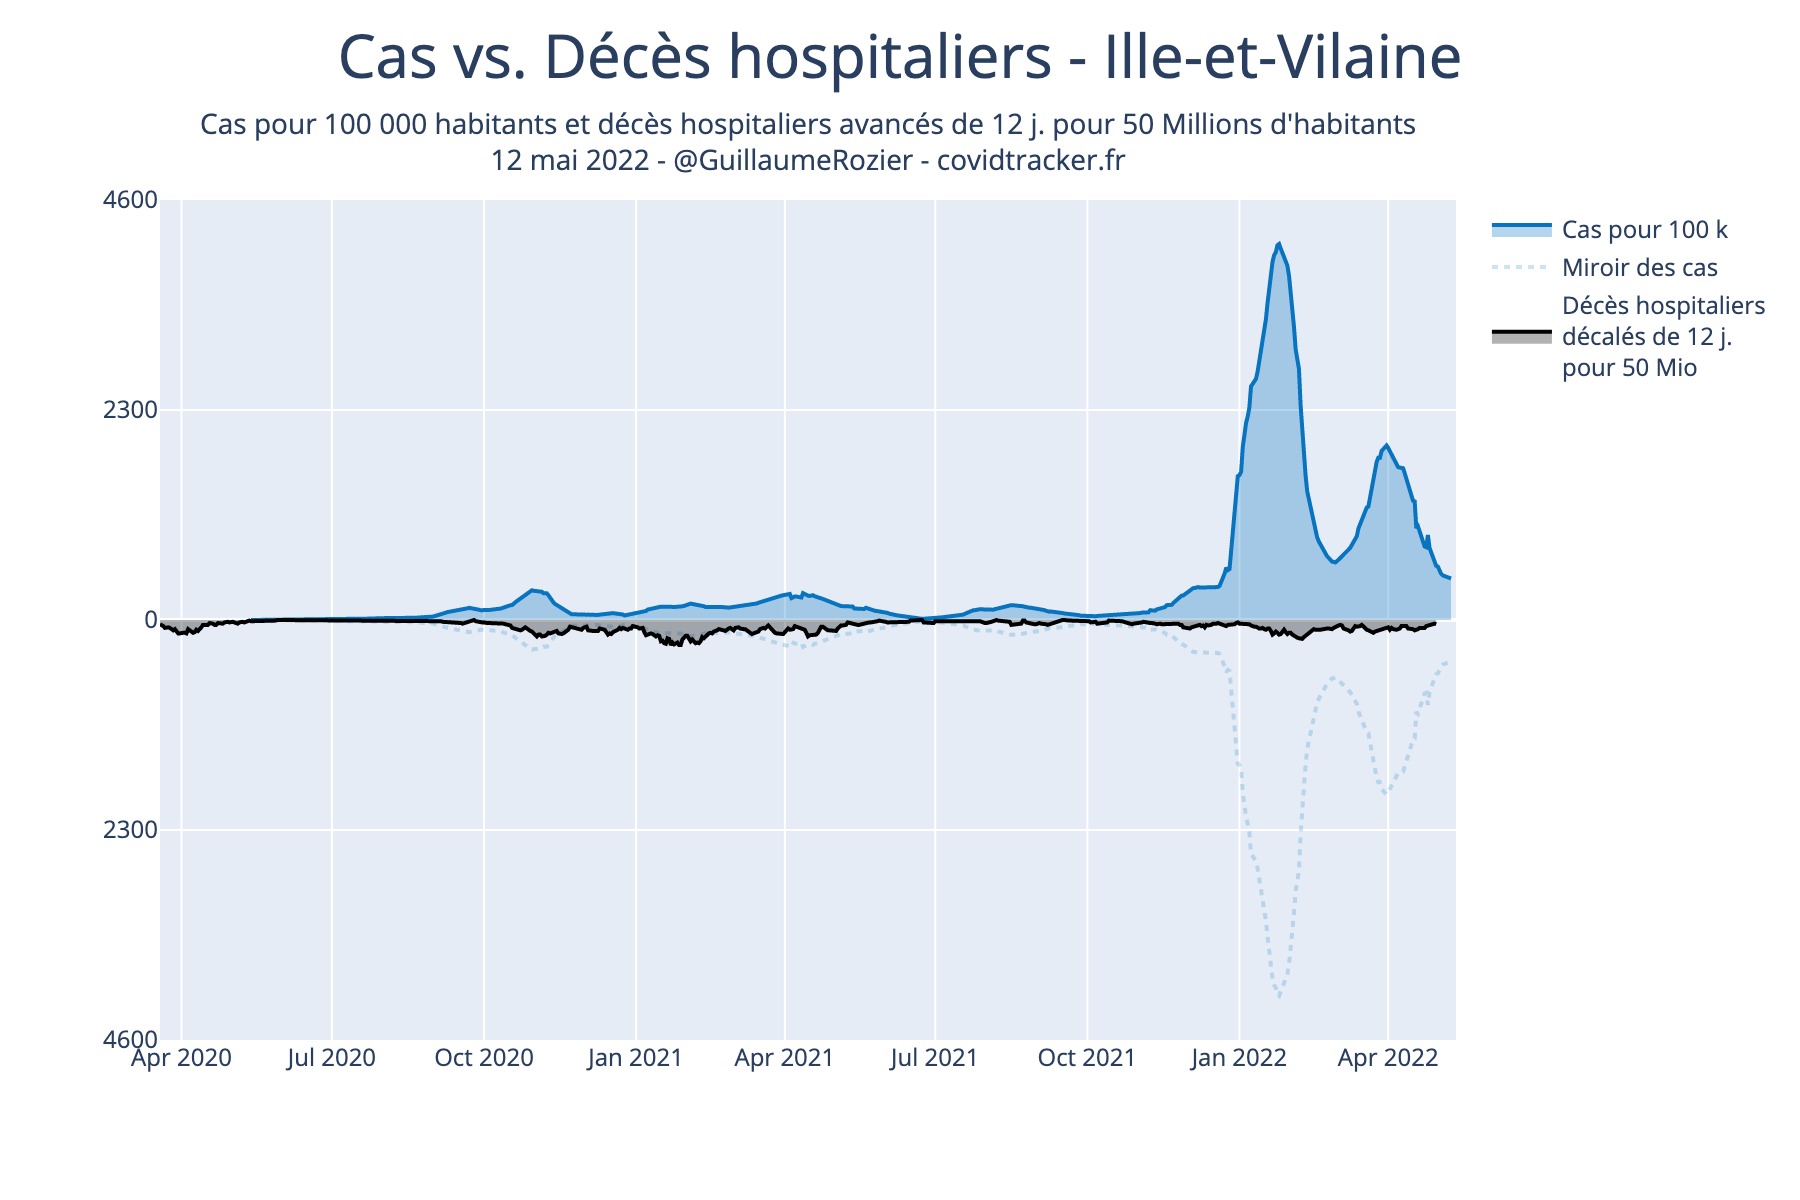 Cas vs. Décès hospitaliers - Ille-et-Vilaine
Cas pour 100 000 habitants et décès hospitaliers avancés de 12 j. pour 50 Millions d'habitants
12 mai 2022 - @GuillaumeRozier - covidtracker.fr
4600
2300
0
2300
4600
Apr 2020
Jul 2020
Oct 2020
Jan 2021
Apr 2021
Jul 2021
Oct 2021
Jan 2022
Apr 2022
Cas pour 100 k
Miroir des cas
Décès hospitaliers
décalés de 12 j.
pour 50 Mio